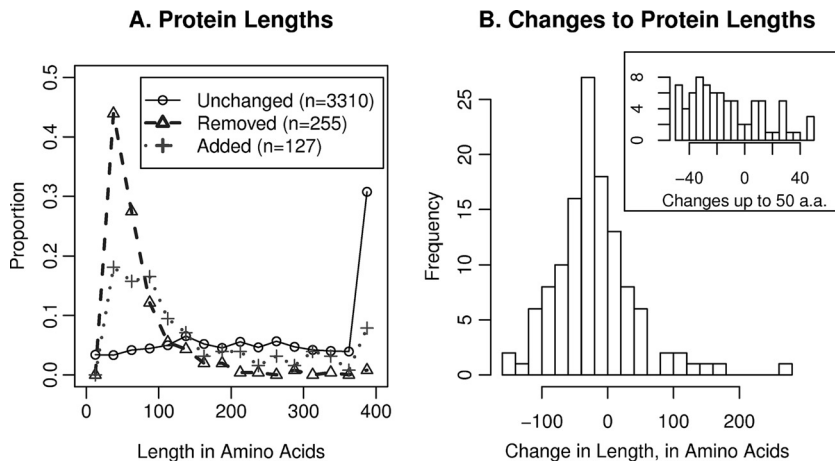 A. Protein Lengths
Unchanged (n=3310)
Removed (n=255)
Added (n=127)
Proportion
0.0
0.1
0.2
0.3
0.4
0.5
0 100 200 300 400
Length in Amino Acids
B. Changes to Protein Lengths
Frequency
0
5
10
15
20
25
−100 0 100 200
Change in Length, in Amino Acids
0
4
8
−40 0 40
Changes up to 50 a.a.